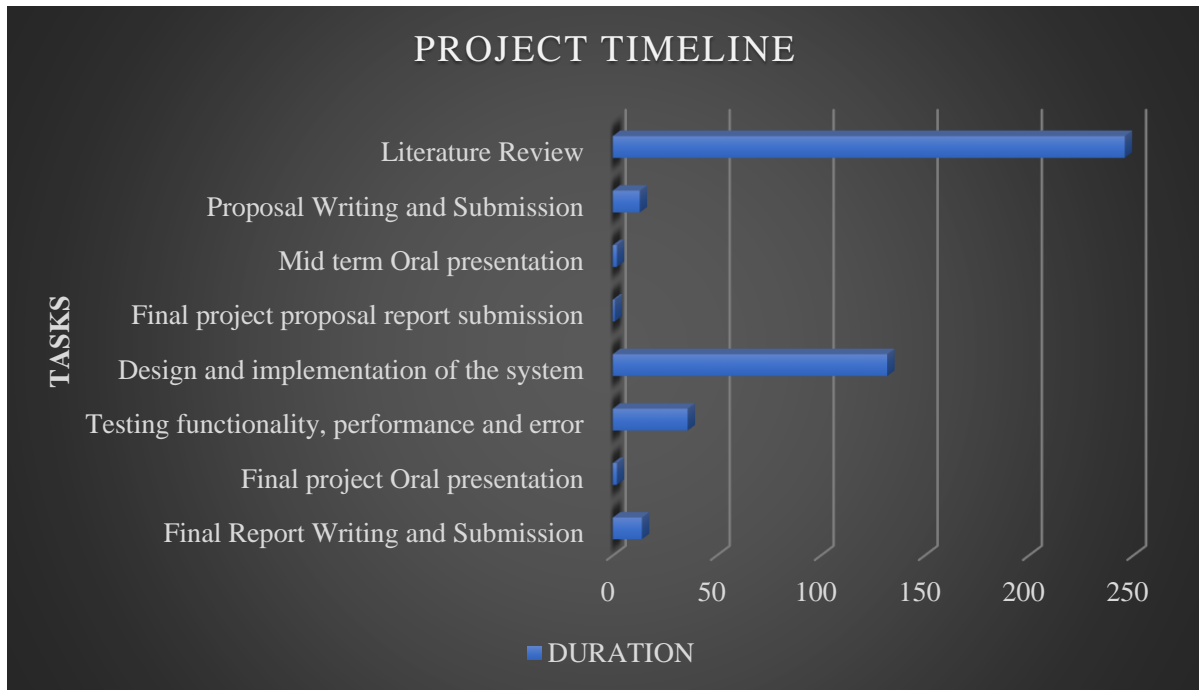 PROJECT TIMELINE
TASKS
Literature Review
Proposal Writing and Submission
Mid term Oral presentation
Final project proposal report submission
Design and implementation of the system
Testing functionality, performance and error
Final project Oral presentation
Final Report Writing and Submission
0 50 100 150 200 250
DURATION